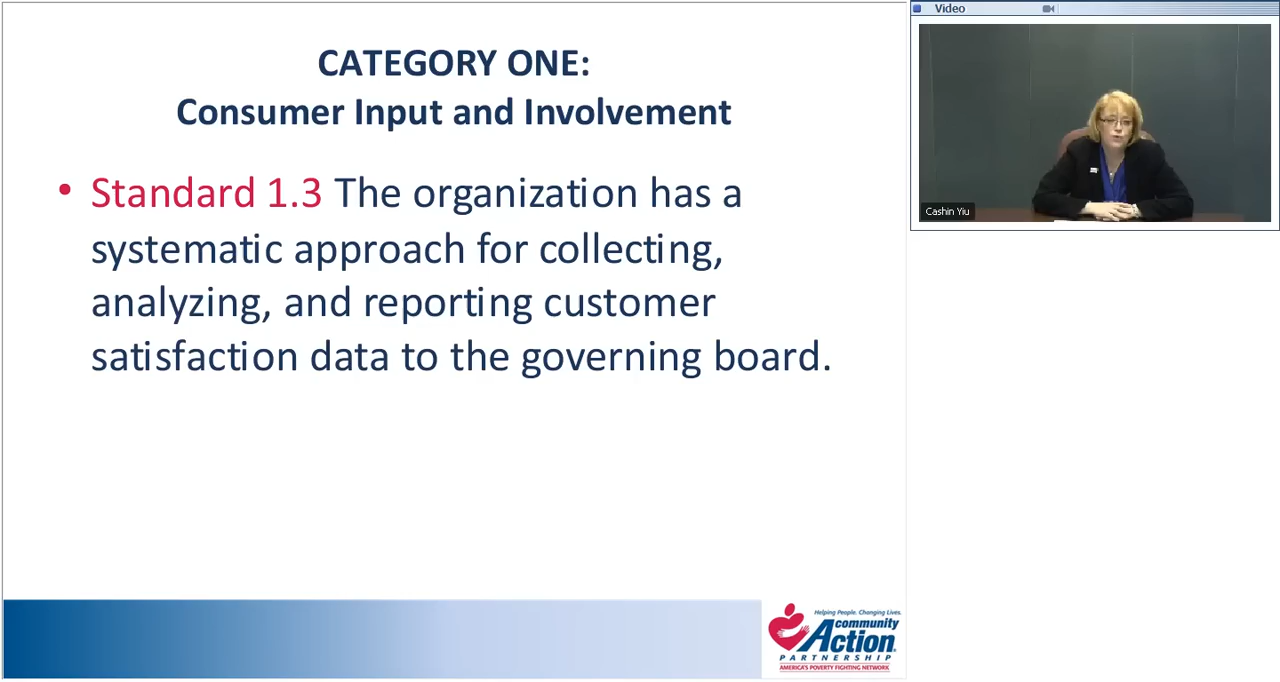 CATEGORY ONE:
Consumer Input and Involvement
• Standard 1.3 The organization has a
systematic approach for collecting,
analyzing, and reporting customer
satisfaction data to the governing board.
Helping People. Changing Lives.
community
Action
PARTNERSHIP
AMERICA'S POVERTY FIGHTING NETWORK
Video
Cashin Yiu